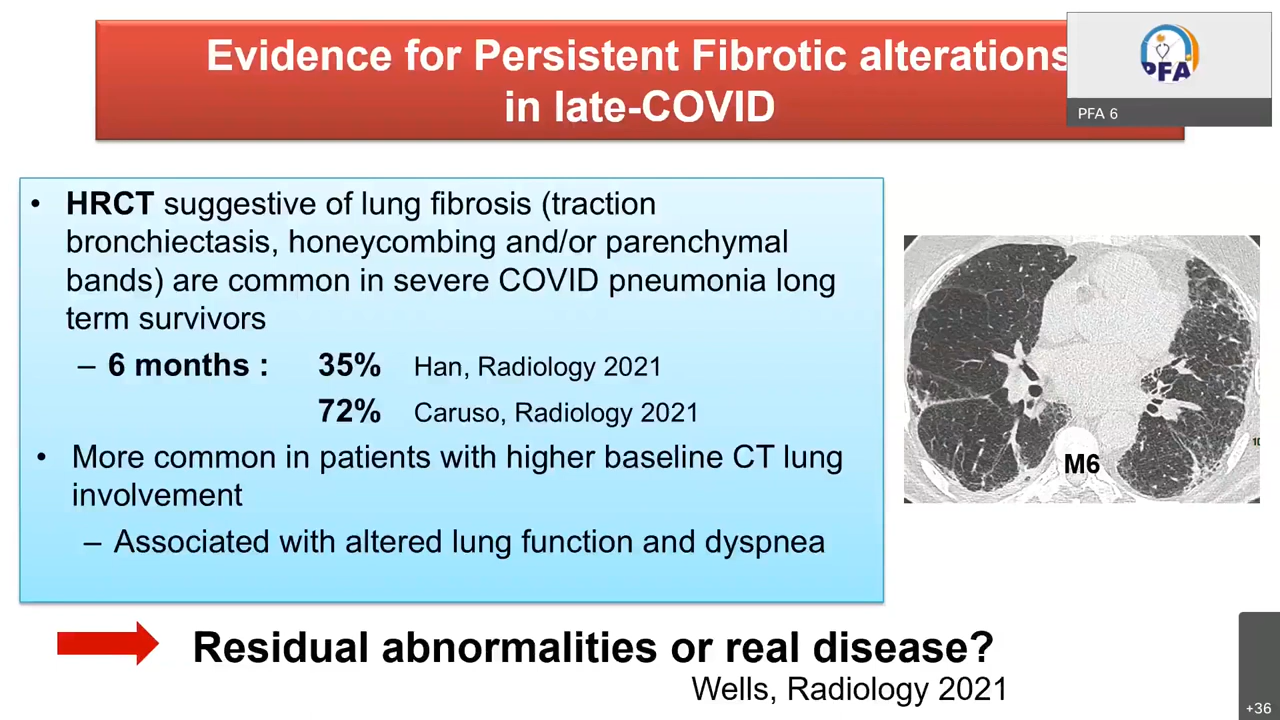 Evidence for Persistent Fibrotic alterations
in late-COVID
PFA
PFA 6
• HRCT suggestive of lung fibrosis (traction
bronchiectasis, honeycombing and/or parenchymal
bands) are common in severe COVID pneumonia long
term survivors
– 6 months : 35% Han, Radiology 2021
72% Caruso, Radiology 2021
• More common in patients with higher baseline CT lung
involvement
– Associated with altered lung function and dyspnea
10
M6
Residual abnormalities or real disease?
Wells, Radiology 2021
+36